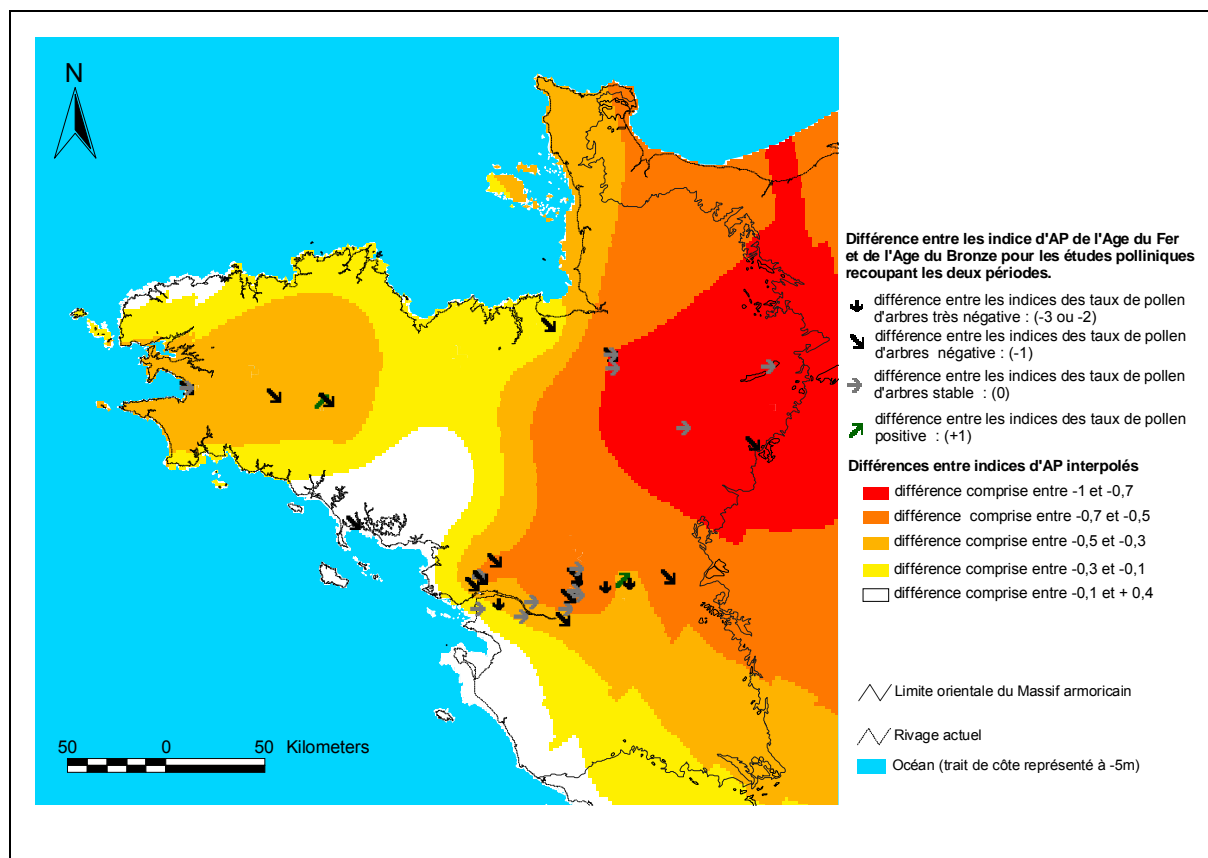 N
50 0 50 Kilometers
Différence entre les indice d'AP de l'Age du Fer
et de l'Age du Bronze pour les études polliniques
recoupant les deux périodes.
différence entre les indices des taux de pollen
d'arbres très négative : (-3 ou -2)
différence entre les indices des taux de pollen
d'arbres négative : (-1)
différence entre les indices des taux de pollen
d'arbres stable : (0)
différence entre les indices des taux de pollen
positive : (+1)
Différences entre indices d'AP interpolés
différence comprise entre -1 et -0,7
différence comprise entre -0,7 et -0,5
différence comprise entre -0,5 et -0,3
différence comprise entre -0,3 et -0,1
différence comprise entre -0,1 et + 0,4
Limite orientale du Massif armoricain
Rivage actuel
Océan (trait de côte représenté à -5m)